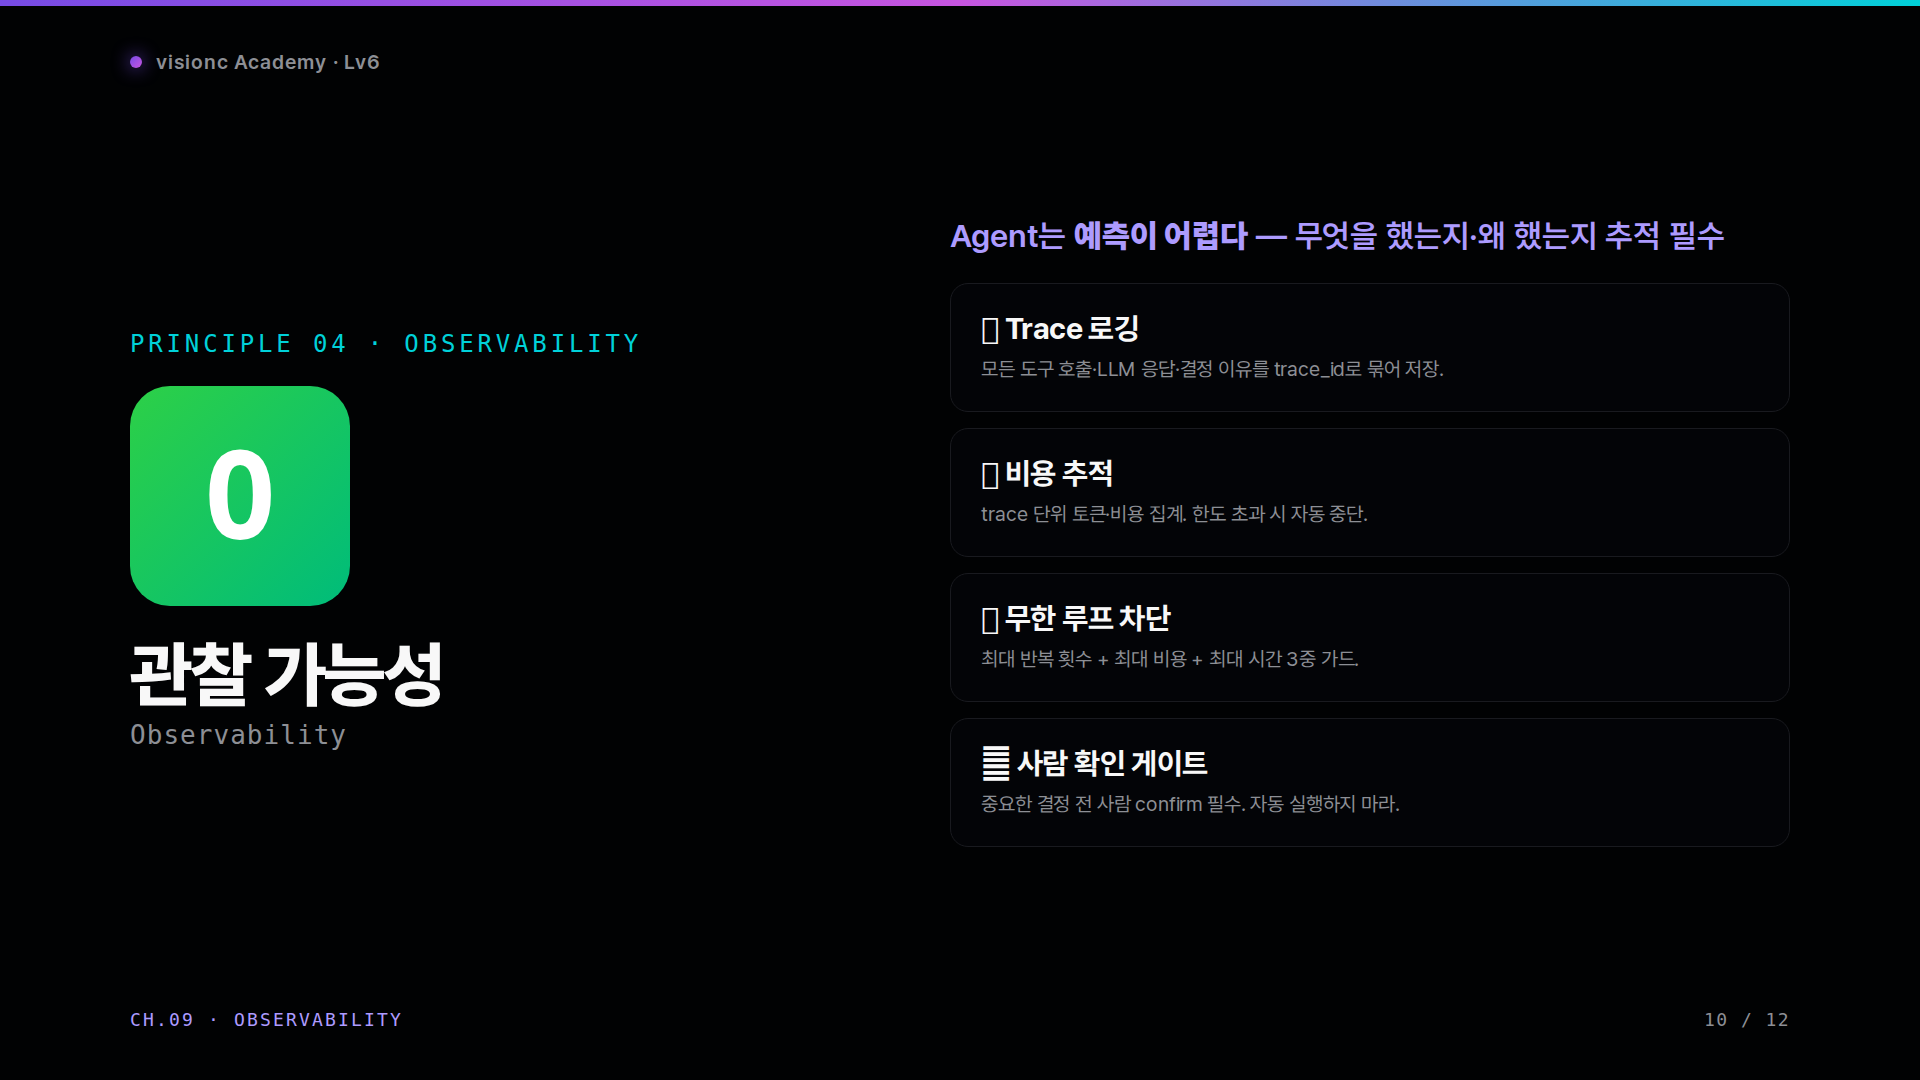 visionc Academy · Lv6
PRINCIPLE 04 · OBSERVABILITY
0
관찰 가능성
Observability
Agent는 예측이 어렵다 — 무엇을 했는지·왜 했는지 추적 필수
Trace 로깅
모든 도구 호출·LLM 응답·결정 이유를 trace_id로 묶어 저장.
비용 추적
trace 단위 토큰·비용 집계. 한도 초과 시 자동 중단.
무한 루프 차단
최대 반복 횟수 + 최대 비용 + 최대 시간 3중 가드.
사람 확인 게이트
중요한 결정 전 사람 confirm 필수. 자동 실행하지 마라.
CH.09 · OBSERVABILITY
10 / 12